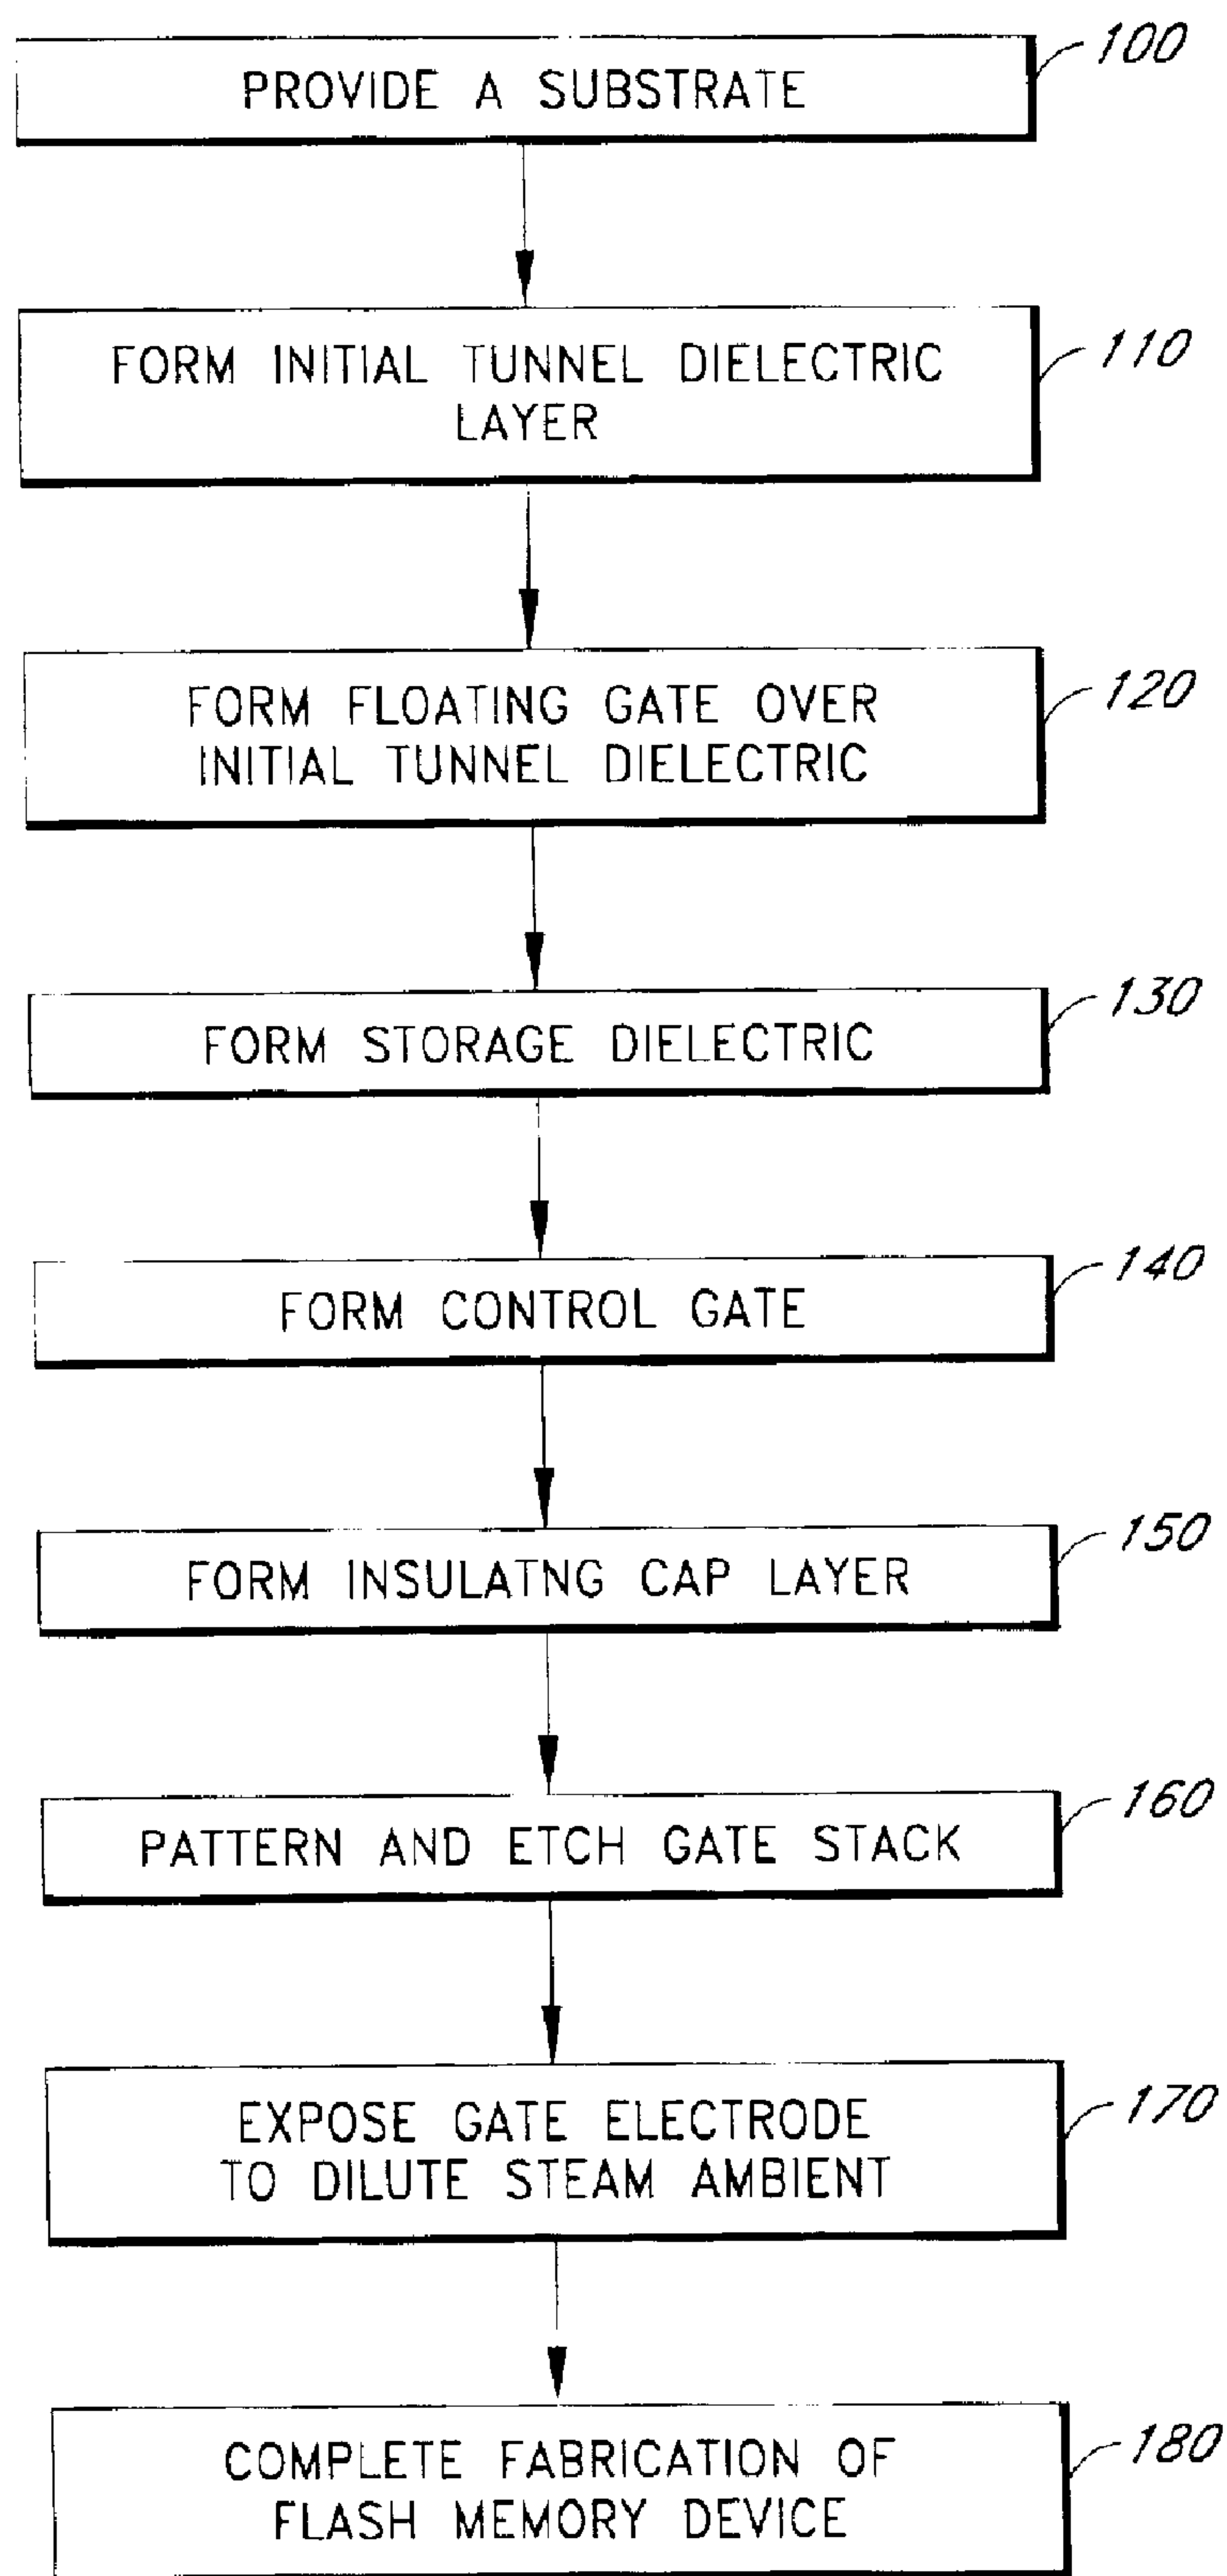 PROVIDE A SUBSTRATE
100
FORM INITIAL TUNNEL DIELECTRIC
LAYER
110
FORM FLOATING GATE OVER
INITIAL TUNNEL DIELECTRIC
120
FORM STORAGE DIELECTRIC
130
FORM CONTROL GATE
140
FORM INSULATNG CAP LAYER
150
PATTERN AND ETCH GATE STACK
160
EXPOSE GATE ELECTRODE
TO DILUTE STEAM AMBIENT
170
COMPLETE FABRICATION OF
FLASH MEMORY DEVICE
180